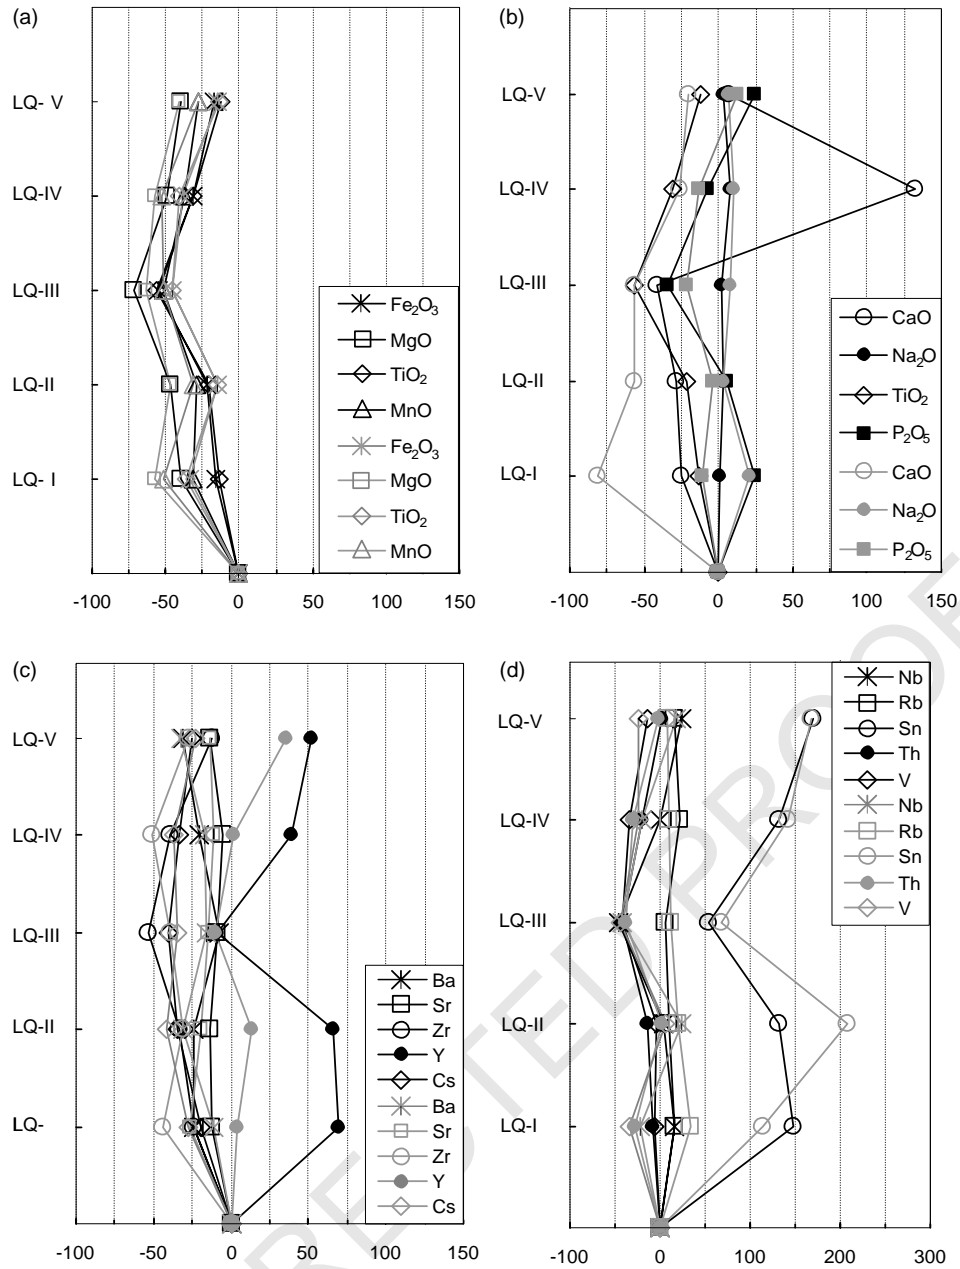 (a)
LQ- V
LQ-IV
LQ-III
LQ-II
LQ- I
Fe₂O₃
MgO
TiO₂
MnO
Fe₂O₃
MgO
TiO₂
MnO
-100 -50 0 50 100 150
(b)
LQ-V
LQ-IV
LQ-III
LQ-II
LQ-I
CaO
Na₂O
TiO₂
P₂O₅
CaO
Na₂O
P₂O₅
-100 -50 0 50 100 150
(c)
LQ-V
LQ-IV
LQ-III
LQ-II
LQ-
Ba
Sr
Zr
Y
Cs
Ba
Sr
Zr
Y
Cs
-100 -50 0 50 100 150
(d)
LQ-V
LQ-IV
LQ-III
LQ-II
LQ-I
Nb
Rb
Sn
Th
V
Nb
Rb
Sn
Th
V
-100 0 100 200 300
RECTED PROOF